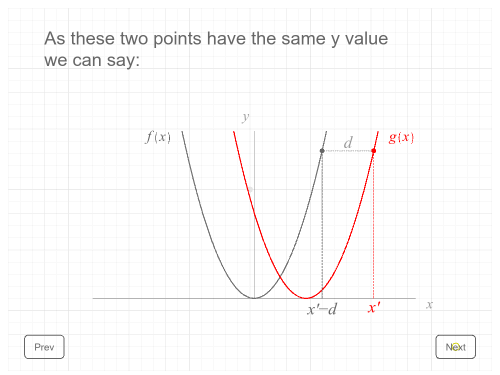 As these two points have the same y value
we can say:
y
f(x)
d
g(x)
x'−d
x'
x
Prev
Next